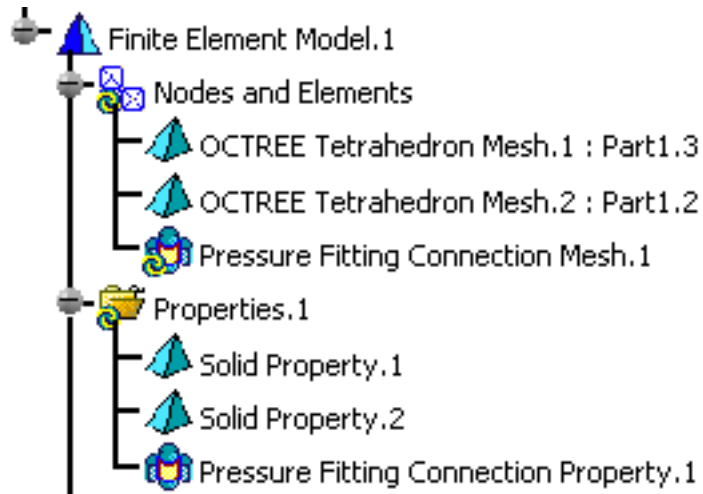 Finite Element Model.1
Nodes and Elements
OCTREE Tetrahedron Mesh.1 : Part1.3
OCTREE Tetrahedron Mesh.2 : Part1.2
Pressure Fitting Connection Mesh.1
Properties.1
Solid Property.1
Solid Property.2
Pressure Fitting Connection Property.1